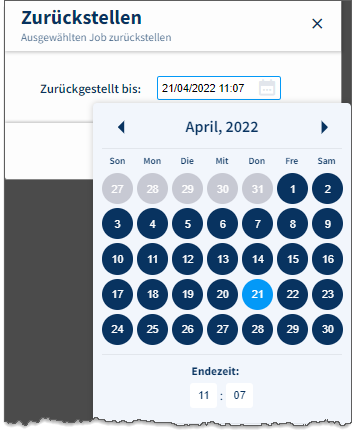 Zurückstellen
Ausgewählten Job zurückstellen
Zurückgestellt bis: 21/04/2022 11:07
April, 2022
Son Mon Die Mit Don Fre Sam
27 28 29 30 31 1 2
3 4 5 6 7 8 9
10 11 12 13 14 15 16
17 18 19 20 21 22 23
24 25 26 27 28 29 30
Endezeit:
11 : 07